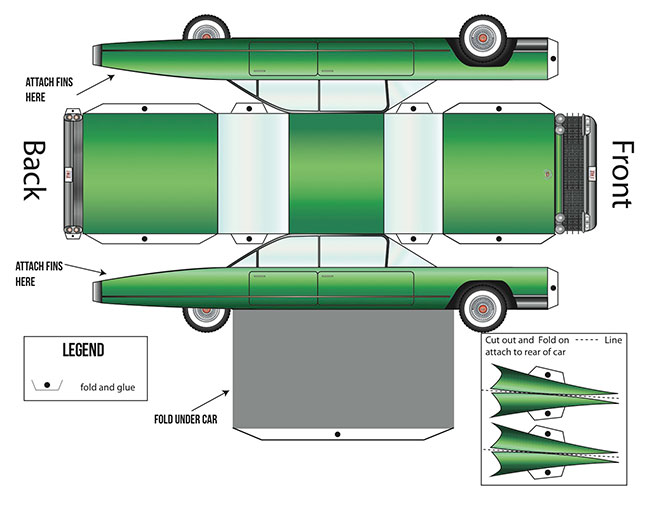 ATTACH FINS
HERE
Back
Front
ATTACH FINS
HERE
LEGEND
fold and glue
FOLD UNDER CAR
Cut out and Fold on ------ Line
attach to rear of car